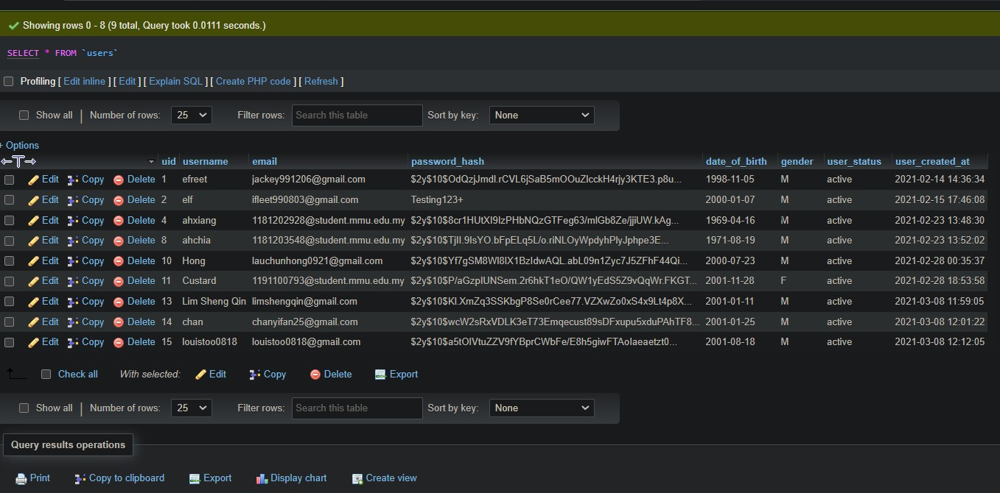 Showing rows 0 - 8 (9 total, Query took 0.0111 seconds.)
SELECT * FROM `users`
Profiling [ Edit inline ] [ Edit ] [ Explain SQL ] [ Create PHP code ] [ Refresh ]
Show all | Number of rows: 25 Filter rows: Search this table Sort by key: None
+ Options
←T→ uid username email password_hash date_of_birth gender user_status user_created_at
Edit Copy Delete 1 efreet jackey991206@gmail.com $2y$10$OdQzjJmdl.rCVL6jSaB5mOOuZlcckH4rjy3KTE3.p8u... 1998-11-05 M active 2021-02-14 14:36:34
Edit Copy Delete 2 elf ifleet990803@gmail.com Testing123+ 2000-01-07 M active 2021-02-15 17:46:08
Edit Copy Delete 4 ahxiang 1181202928@student.mmu.edu.my $2y$10$8cr1HUtXI9IzPHbNQzGTFeg63/mlGb8Ze/jjiUW.kAg... 1969-04-16 M active 2021-02-23 13:48:30
Edit Copy Delete 8 ahchia 1181203548@student.mmu.edu.my $2y$10$TjlI.9IsYO.bFpELq5L/o.riNLOyWpdyhPlyJphpe3E... 1971-08-19 M active 2021-02-23 13:52:02
Edit Copy Delete 10 Hong lauchunhong0921@gmail.com $2y$10$Yf7gSM8WI8lX1BzIdwAQL.abL09n1Zyc7J5ZFhF44Qi... 2000-07-23 M active 2021-02-28 00:35:37
Edit Copy Delete 11 Custard 1191100793@student.mmu.edu.my $2y$10$P/aGzpIUNSem.2r6hkT1eO/QW1yEdS5Z9vQqWr.FKGT... 2001-11-28 F active 2021-02-28 18:53:58
Edit Copy Delete 13 Lim Sheng Qin limshengqin@gmail.com $2y$10$Kl.XmZq3SSKbgP8Se0rCee77.VZXwZo0xS4x9Lt4p8X... 2001-01-11 M active 2021-03-08 11:59:05
Edit Copy Delete 14 chan chanyifan25@gmail.com $2y$10$wcW2sRxVDLK3eT73Emqecust89sDFxupu5xduPAhTF8... 2001-01-25 M active 2021-03-08 12:01:22
Edit Copy Delete 15 louistoo0818 louistoo0818@gmail.com $2y$10$a5tOIVtuZZV9fYBprCWbFe/E8h5giwFTAoIaeaetzt0... 2001-08-18 M active 2021-03-08 12:12:05
Check all With selected: Edit Copy Delete Export
Show all | Number of rows: 25 Filter rows: Search this table Sort by key: None
Query results operations
Print Copy to clipboard Export Display chart Create view